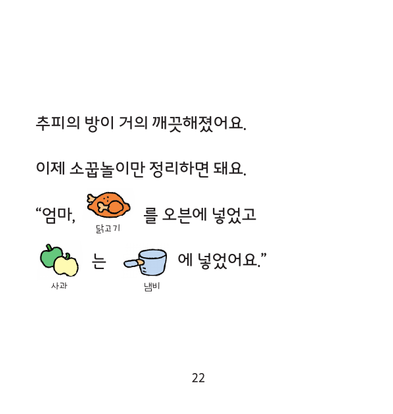 추피의 방이 거의 깨끗해졌어요.
이제 소꿉놀이만 정리하면 돼요.
“엄마, 를 오븐에 넣었고
닭고기
는 에 넣었어요.”
사과 냄비
22